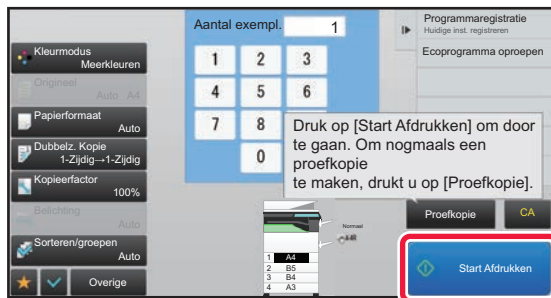 Aantal exempl. 1
Programmaregistratie
Huidige inst. registreren
Ecoprogramma oproepen
Kleurmodus
Meerkleuren
Origineel
Auto A4
Papierformaat
Auto
Dubbelz. Kopie
1-Zijdig→1-Zijdig
Kopieerfactor
100%
Belichting
Auto
Sorteren/groepen
Auto
Overige
1 2 3
4 5 6
7 8
0
Druk op [Start Afdrukken] om door
te gaan. Om nogmaals een
proefkopie
te maken, drukt u op [Proefkopie].
Normaal
A4R
1 A4
2 B5
3 B4
4 A3
Proefkopie
CA
Start Afdrukken